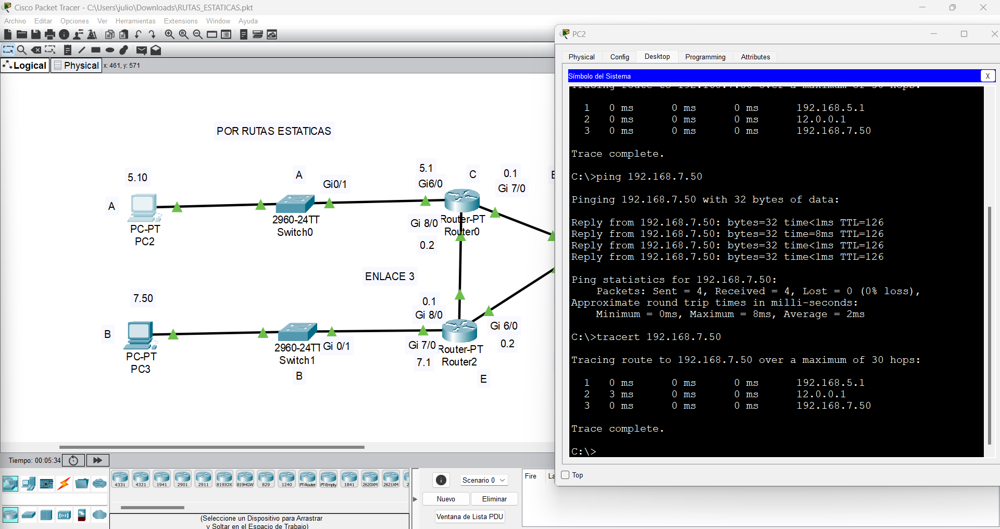 Cisco Packet Tracer - C:\Users\julio\Downloads\RUTAS_ESTATICAS.pkt
Archivo Editar Opciones Ver Herramientas Extensions Window Ayuda
Logical Physical x: 461, y: 571
POR RUTAS ESTATICAS
5.10
A
Gi0/1
5.1
Gi6/0
C
0.1
Gi 7/0
A
PC-PT
PC2
2960-24TT
Switch0
Gi 8/0
Router-PT
Router0
0.2
ENLACE 3
7.50
0.1
Gi 8/0
B
PC-PT
PC3
2960-24TT
Switch1
B
Gi 0/1
Gi 7/0
7.1
Router-PT
Router2
Gi 6/0
0.2
E
Tiempo: 00:05:34
4331 4321 1941 2901 2911 819IOX 819HGW 829 1240 PT-Router PT-Empty 1841 2620XM 2621XM
(Seleccione un Dispositivo para Arrastrar
y Soltar en el Espacio de Trabajo)
Scenario 0
Nuevo Eliminar
Ventana de Lista PDU
Fire
PC2
Physical Config Desktop Programming Attributes
Símbolo del Sistema
X
Tracing route to 192.168.7.50 over a maximum of 30 hops:
1 0 ms 0 ms 0 ms 192.168.5.1
2 0 ms 0 ms 0 ms 12.0.0.1
3 0 ms 0 ms 0 ms 192.168.7.50
Trace complete.
C:\>ping 192.168.7.50
Pinging 192.168.7.50 with 32 bytes of data:
Reply from 192.168.7.50: bytes=32 time<1ms TTL=126
Reply from 192.168.7.50: bytes=32 time=8ms TTL=126
Reply from 192.168.7.50: bytes=32 time<1ms TTL=126
Reply from 192.168.7.50: bytes=32 time<1ms TTL=126
Ping statistics for 192.168.7.50:
Packets: Sent = 4, Received = 4, Lost = 0 (0% loss),
Approximate round trip times in milli-seconds:
Minimum = 0ms, Maximum = 8ms, Average = 2ms
C:\>tracert 192.168.7.50
Tracing route to 192.168.7.50 over a maximum of 30 hops:
1 0 ms 0 ms 0 ms 192.168.5.1
2 3 ms 0 ms 0 ms 12.0.0.1
3 0 ms 0 ms 0 ms 192.168.7.50
Trace complete.
C:\>
Top